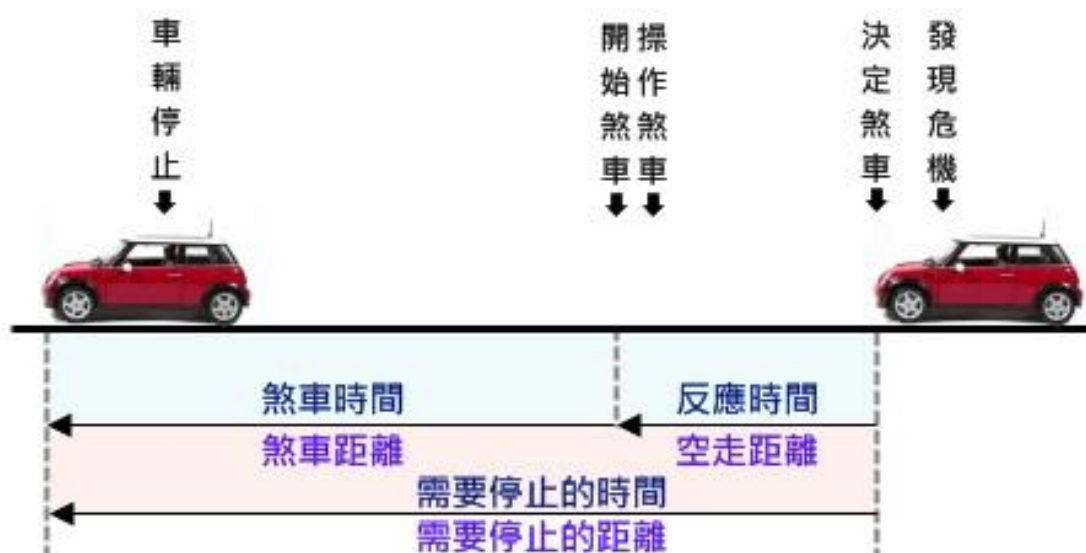 車輛停止
開始煞車
操作煞車
決定煞車
發現危機
煞車時間
反應時間
煞車距離
空走距離
需要停止的時間
需要停止的距離